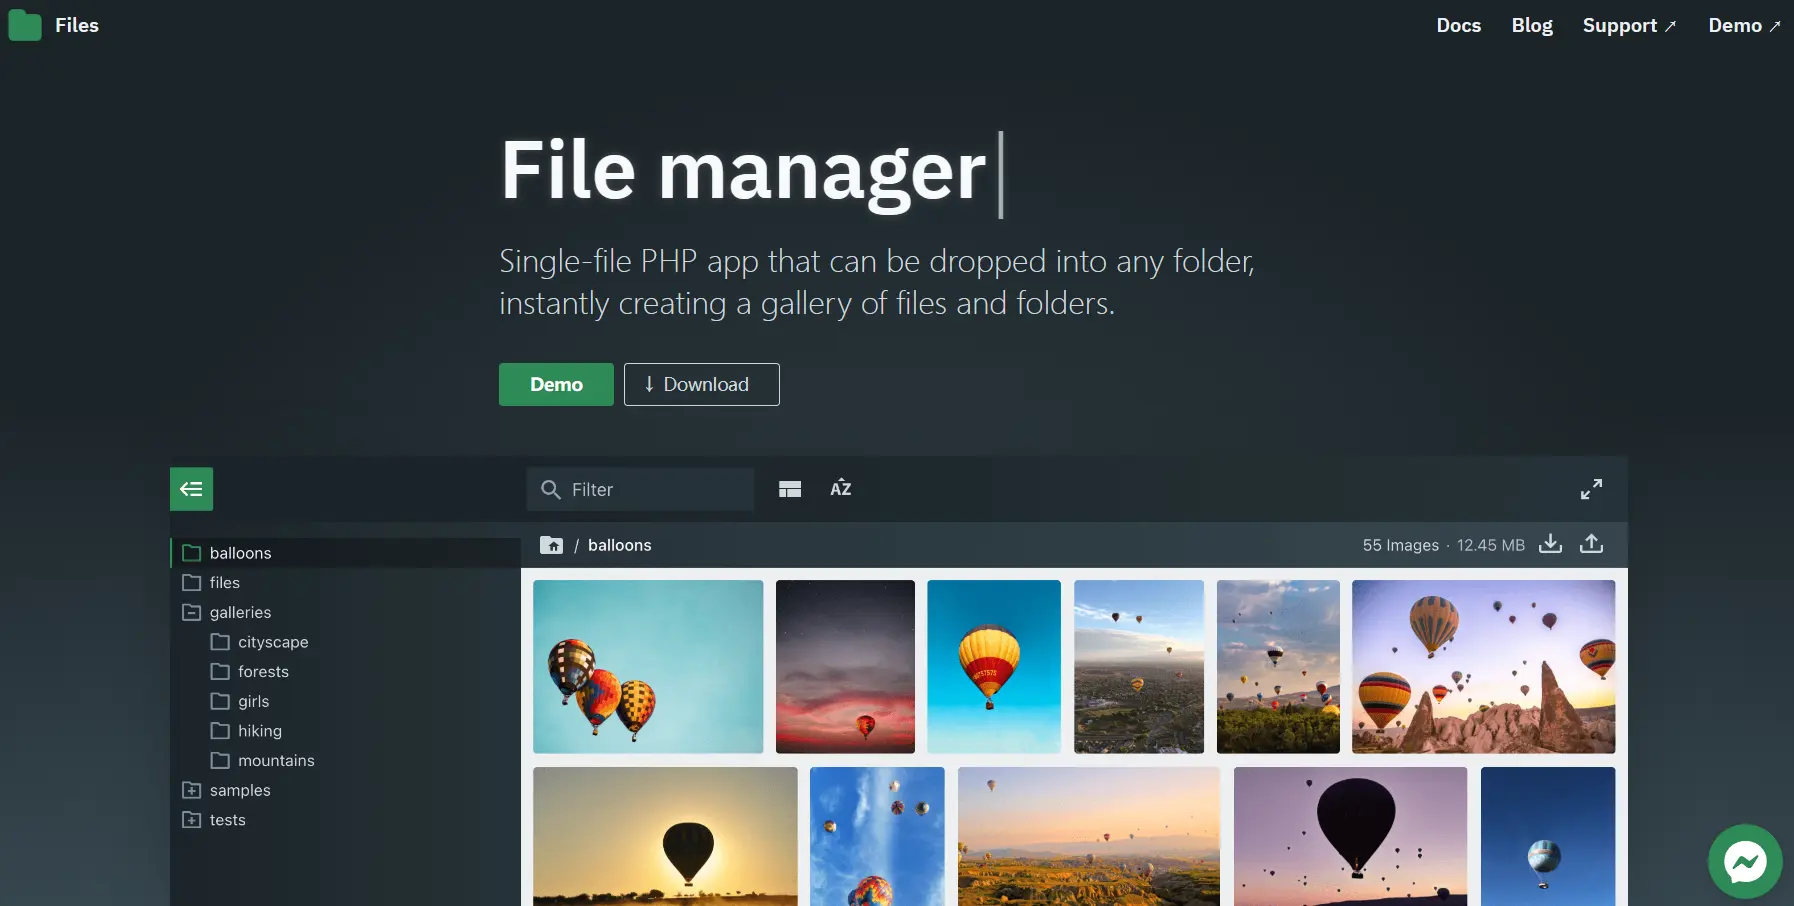 Files
Docs Blog Support ↗ Demo ↗
File manager
Single-file PHP app that can be dropped into any folder,
instantly creating a gallery of files and folders.
Demo
↓ Download
Filter
AZ
balloons
files
galleries
cityscape
forests
girls
hiking
mountains
samples
tests
/ balloons
55 Images · 12.45 MB